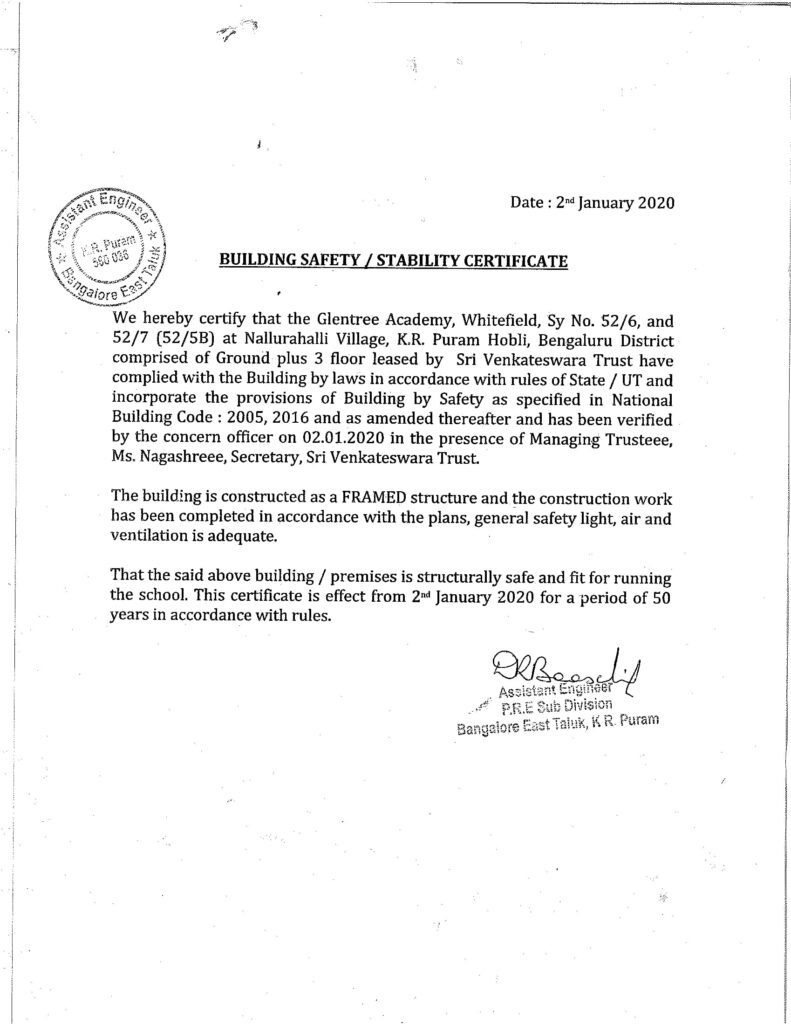 Date : 2nd January 2020
Assistant Engineer
K.R. Puram
560 036
Bangalore East Taluk
BUILDING SAFETY / STABILITY CERTIFICATE
We hereby certify that the Glentree Academy, Whitefield, Sy No. 52/6, and
52/7 (52/5B) at Nallurahalli Village, K.R. Puram Hobli, Bengaluru District
comprised of Ground plus 3 floor leased by Sri Venkateswara Trust have
complied with the Building by laws in accordance with rules of State / UT and
incorporate the provisions of Building by Safety as specified in National
Building Code : 2005, 2016 and as amended thereafter and has been verified
by the concern officer on 02.01.2020 in the presence of Managing Trusteee,
Ms. Nagashreee, Secretary, Sri Venkateswara Trust.
The building is constructed as a FRAMED structure and the construction work
has been completed in accordance with the plans, general safety light, air and
ventilation is adequate.
That the said above building / premises is structurally safe and fit for running
the school. This certificate is effect from 2nd January 2020 for a period of 50
years in accordance with rules.
Assistant Engineer
P.R.E Sub Division
Bangalore East Taluk, K R. Puram